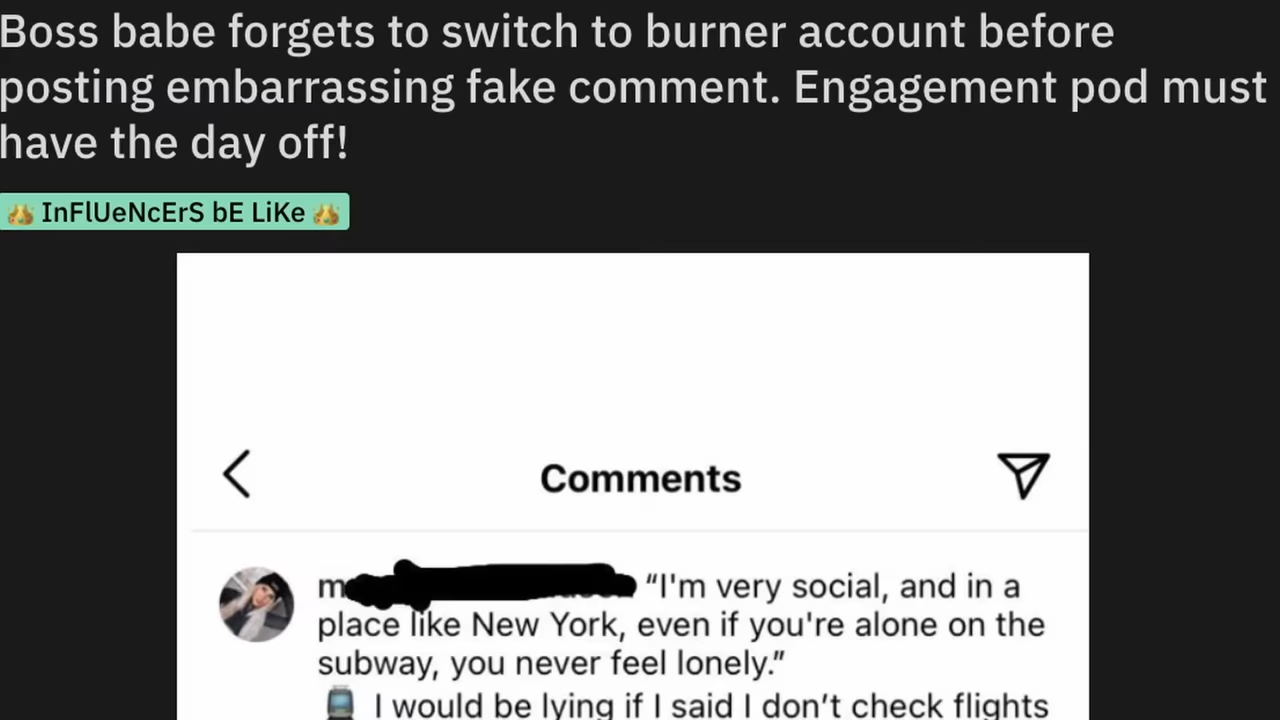 Boss babe forgets to switch to burner account before
posting embarrassing fake comment. Engagement pod must
have the day off!
InFlUeNcErS bE LiKe
Comments
“I'm very social, and in a
place like New York, even if you're alone on the
subway, you never feel lonely.”
I would be lying if I said I don’t check flights